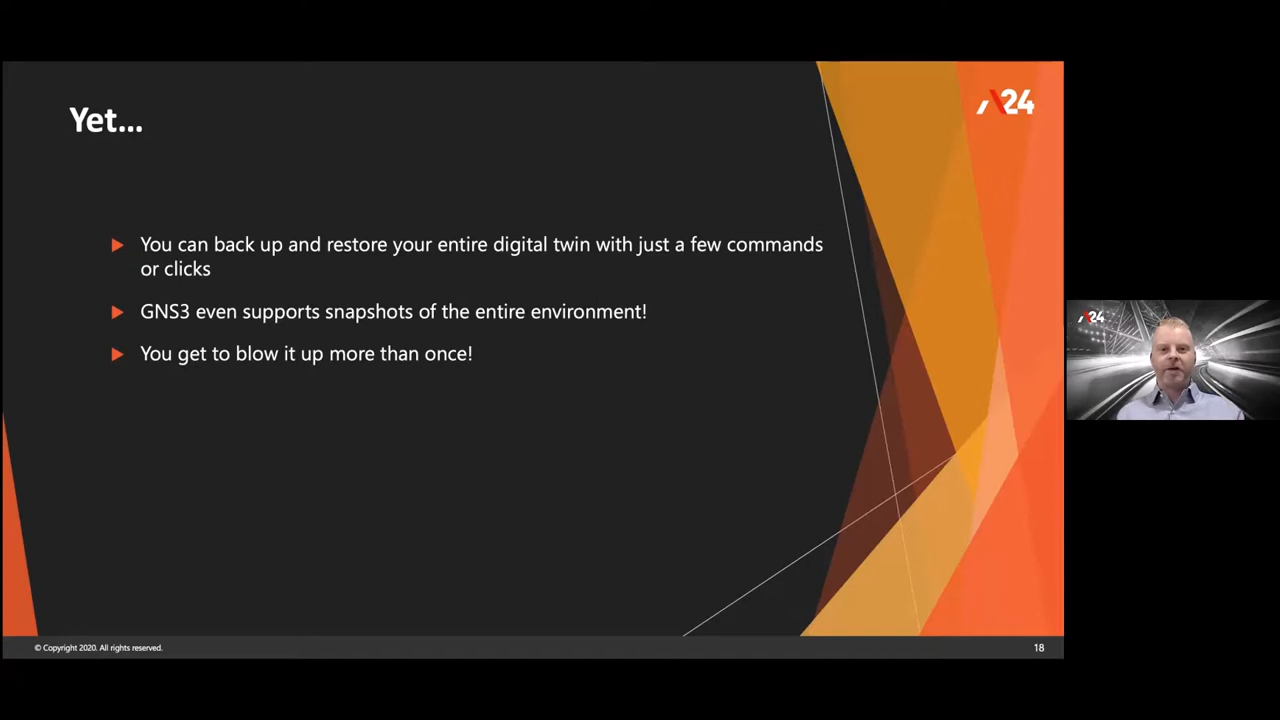 Yet...
You can back up and restore your entire digital twin with just a few commands
or clicks
GNS3 even supports snapshots of the entire environment!
You get to blow it up more than once!
© Copyright 2020. All rights reserved.
18
A24
A24